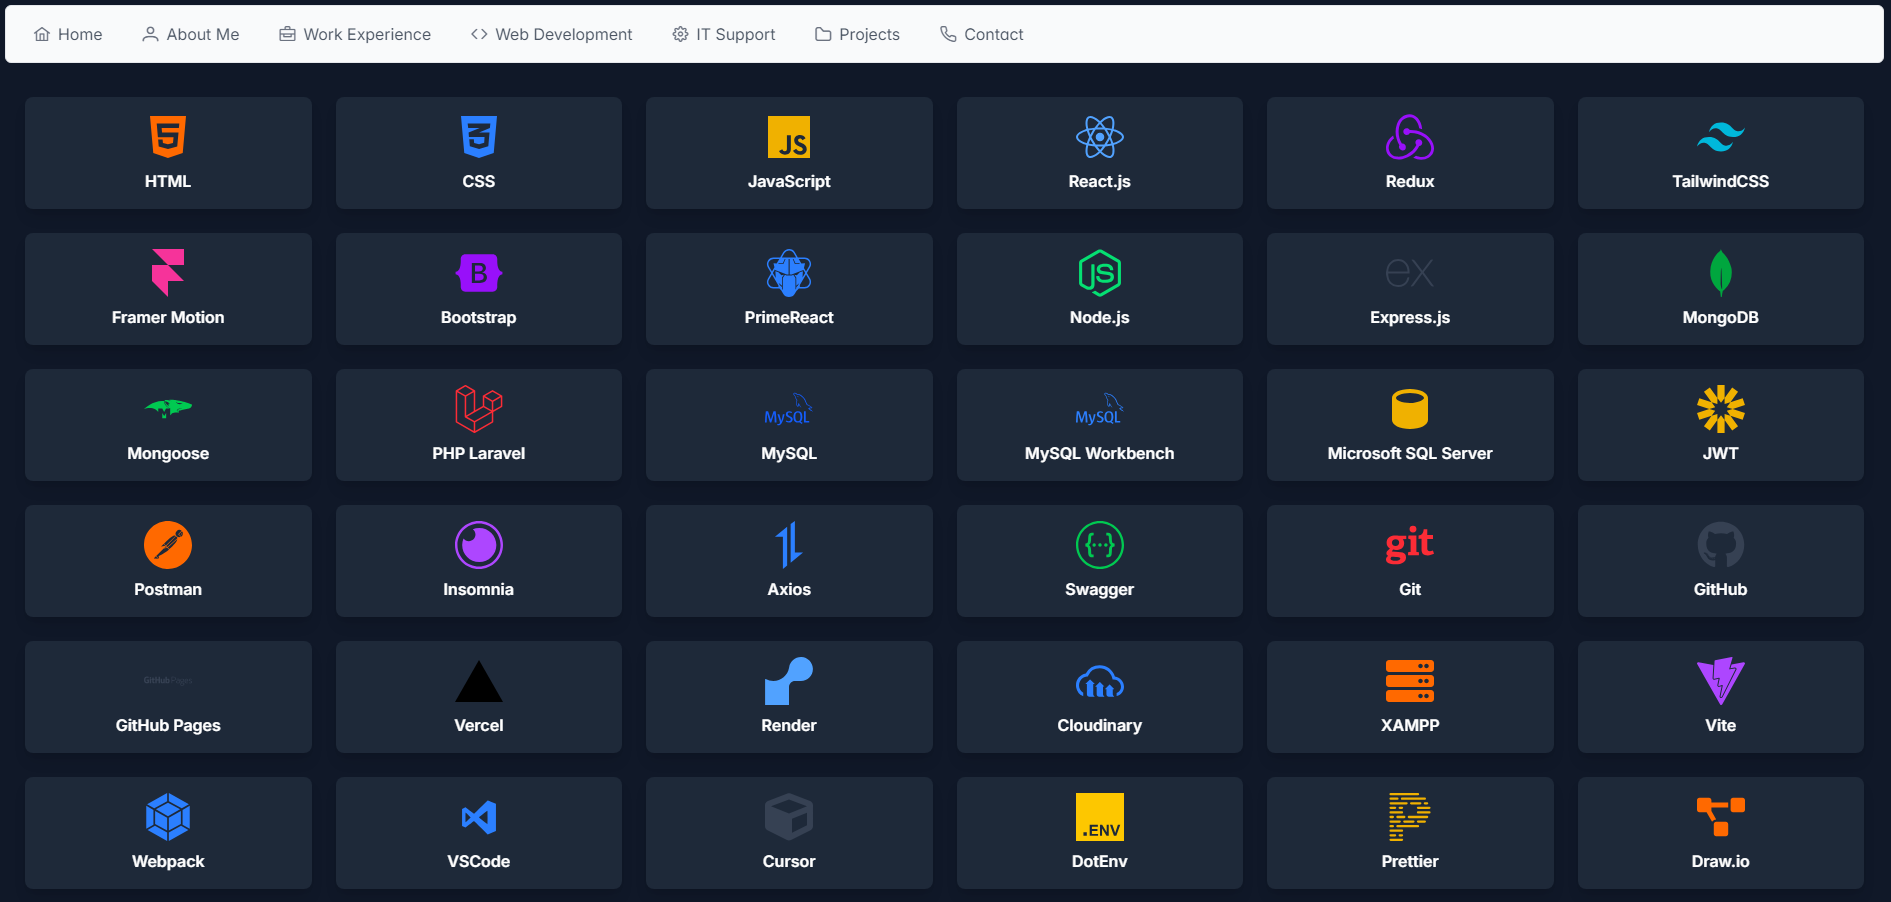 Home About Me Work Experience Web Development IT Support Projects Contact
HTML
CSS
JS
JavaScript
React.js
Redux
TailwindCSS
Framer Motion
B
Bootstrap
PrimeReact
JS
Node.js
ex
Express.js
MongoDB
Mongoose
PHP Laravel
MySQL
MySQL
MySQL
MySQL Workbench
Microsoft SQL Server
JWT
Postman
Insomnia
Axios
{···}
Swagger
git
Git
GitHub
GitHub Pages
GitHub Pages
Vercel
Render
Cloudinary
XAMPP
Vite
Webpack
VSCode
Cursor
.ENV
DotEnv
Prettier
Draw.io